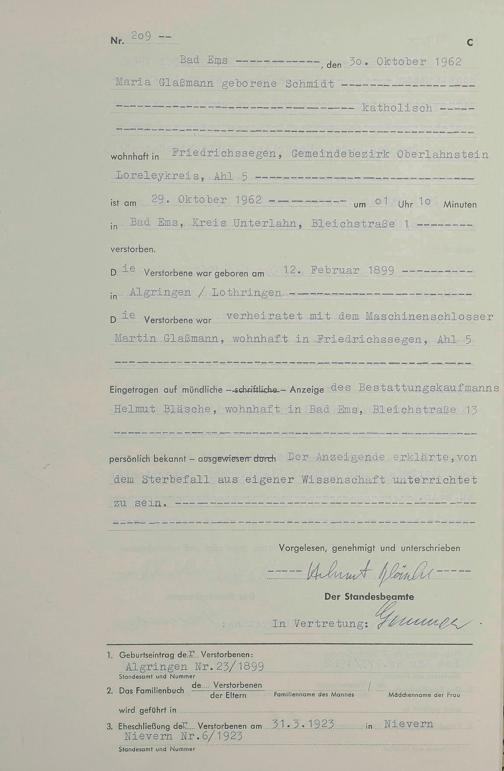 Nr. 209 --
C
Bad Ems -----------, den 30. Oktober 1962
Maria Glaßmann geborene Schmidt -----------------
------------------------------- katholisch -----
----------------------------------------------
wohnhaft in Friedrichssegen, Gemeindebezirk Oberlahnstein
Loreleykreis, Ahl 5 -----------------------------
ist am 29. Oktober 1962 ---------- um 01 Uhr 10 Minuten
in Bad Ems, Kreis Unterlahn, Bleichstraße 1 --------
verstorben.
Die Verstorbene war geboren am 12. Februar 1899 ----------
in Algringen / Lothringen ------------------------
Die Verstorbene war verheiratet mit dem Maschinenschlosser
Martin Glaßmann, wohnhaft in Friedrichssegen, Ahl 5
----------------------------------------------
Eingetragen auf mündliche – schriftliche – Anzeige des Bestattungskaufmanns
Helmut Bläsche, wohnhaft in Bad Ems, Bleichstraße 13
----------------------------------------------
persönlich bekannt – ausgewiesen durch Der Anzeigende erklärte,von
dem Sterbefall aus eigener Wissenschaft unterrichtet
zu sein. --------------------------------------
----------------------------------------------
Vorgelesen, genehmigt und unterschrieben
----- Helmut Bläsche -----
Der Standesbeamte
In Vertretung:
1. Geburtseintrag der Verstorbenen:
Algringen Nr.23/1899
Standesamt und Nummer
2. Das Familienbuch de... Verstorbenen / der Eltern
Familienname des Mannes Mädchenname der Frau
wird geführt in
3. Eheschließung der Verstorbenen am 31.3.1923 in Nievern
Nievern Nr.6/1923
Standesamt und Nummer